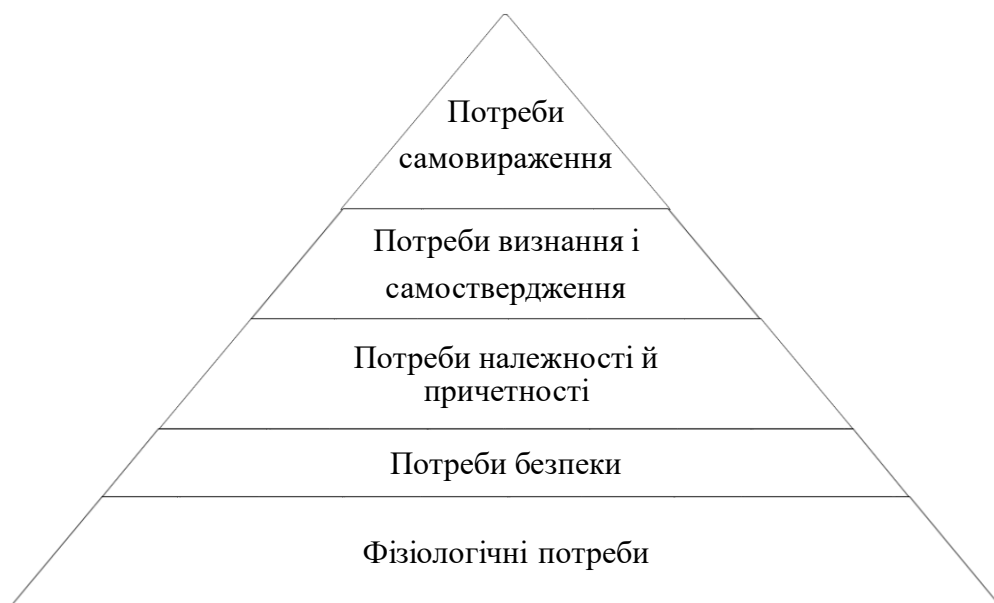 Потреби
самовираження
Потреби визнання і
самоствердження
Потреби належності й
причетності
Потреби безпеки
Фізіологічні потреби